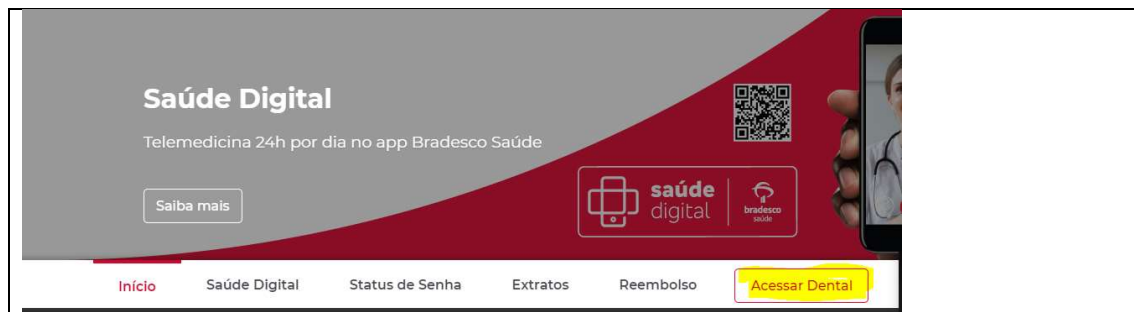 Saúde Digital
Telemedicina 24h por dia no app Bradesco Saúde
Saiba mais
saúde
digital
bradesco
saúde
Início Saúde Digital Status de Senha Extratos Reembolso Acessar Dental